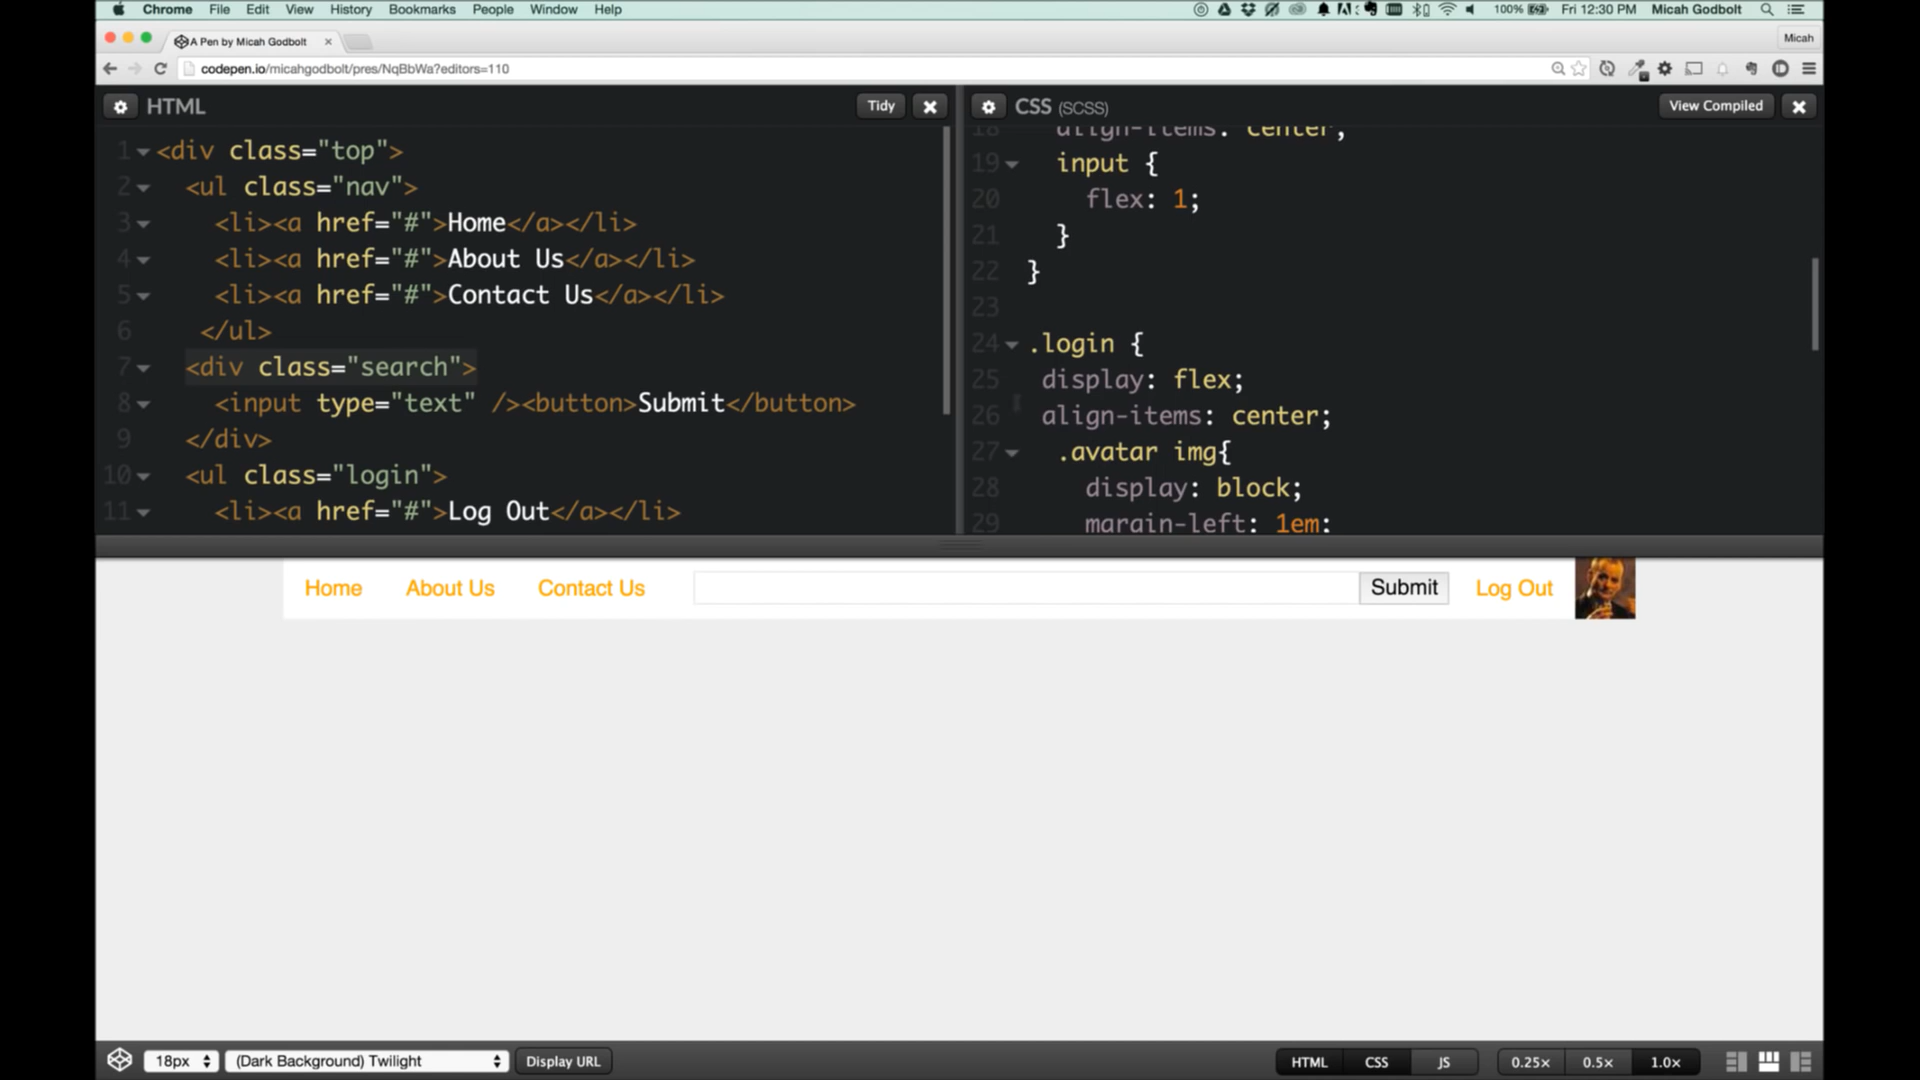 Chrome File Edit View History Bookmarks People Window Help 100% Fri 12:30 PM Micah Godbolt
A Pen by Micah Godbolt × Micah
codepen.io/micahgodbolt/pres/NqBbWa?editors=110
HTML Tidy
1 <div class="top">
2 <ul class="nav">
3 <li><a href="#">Home</a></li>
4 <li><a href="#">About Us</a></li>
5 <li><a href="#">Contact Us</a></li>
6 </ul>
7 <div class="search">
8 <input type="text" /><button>Submit</button>
9 </div>
10 <ul class="login">
11 <li><a href="#">Log Out</a></li>
CSS (SCSS) View Compiled
18 align-items: center;
19 input {
20 flex: 1;
21 }
22 }
23
24 .login {
25 display: flex;
26 align-items: center;
27 .avatar img{
28 display: block;
29 margin-left: 1em;
Home About Us Contact Us Submit Log Out
18px (Dark Background) Twilight Display URL HTML CSS JS 0.25× 0.5× 1.0×